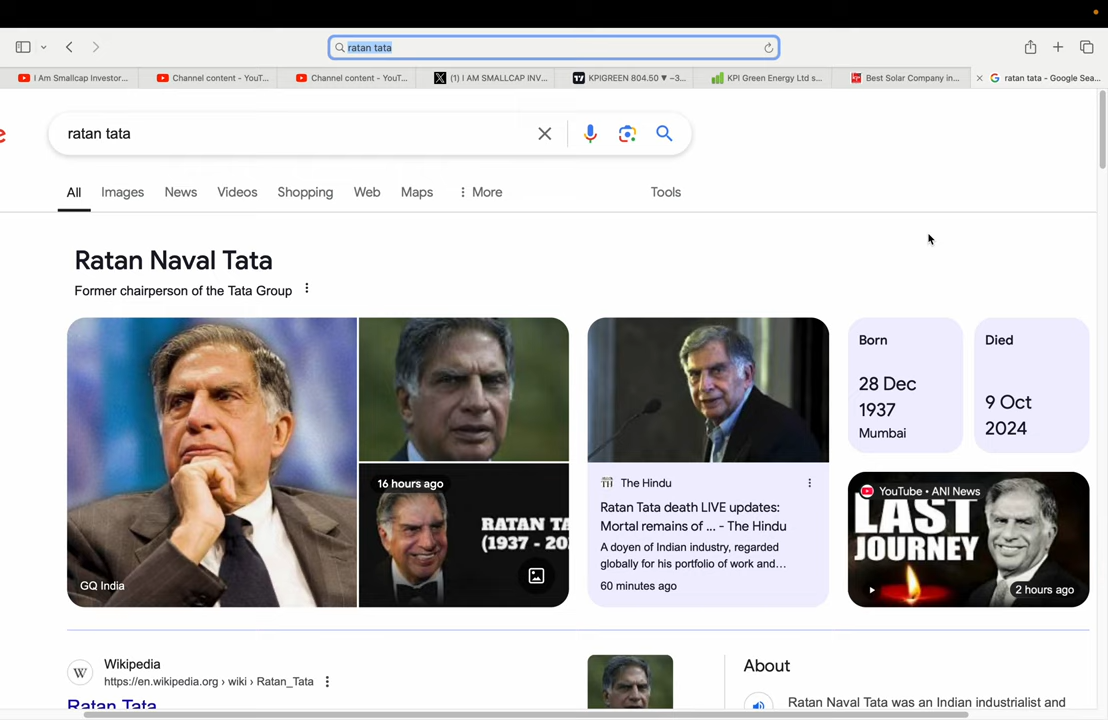 ratan tata
I Am Smallcap Investor...
Channel content - YouT...
Channel content - YouT...
(1) I AM SMALLCAP INV...
KPIGREEN 804.50 ▼ −3...
KPI Green Energy Ltd s...
Best Solar Company in...
ratan tata - Google Sea...
ratan tata
All Images News Videos Shopping Web Maps More Tools
Ratan Naval Tata
Former chairperson of the Tata Group
GQ India
16 hours ago
RATAN TA
(1937 - 20
The Hindu
Ratan Tata death LIVE updates:
Mortal remains of ... - The Hindu
A doyen of Indian industry, regarded
globally for his portfolio of work and...
60 minutes ago
Born
28 Dec
1937
Mumbai
Died
9 Oct
2024
YouTube • ANI News
LAST
JOURNEY
2 hours ago
W
Wikipedia
https://en.wikipedia.org › wiki › Ratan_Tata
Ratan Tata
About
Ratan Naval Tata was an Indian industrialist and